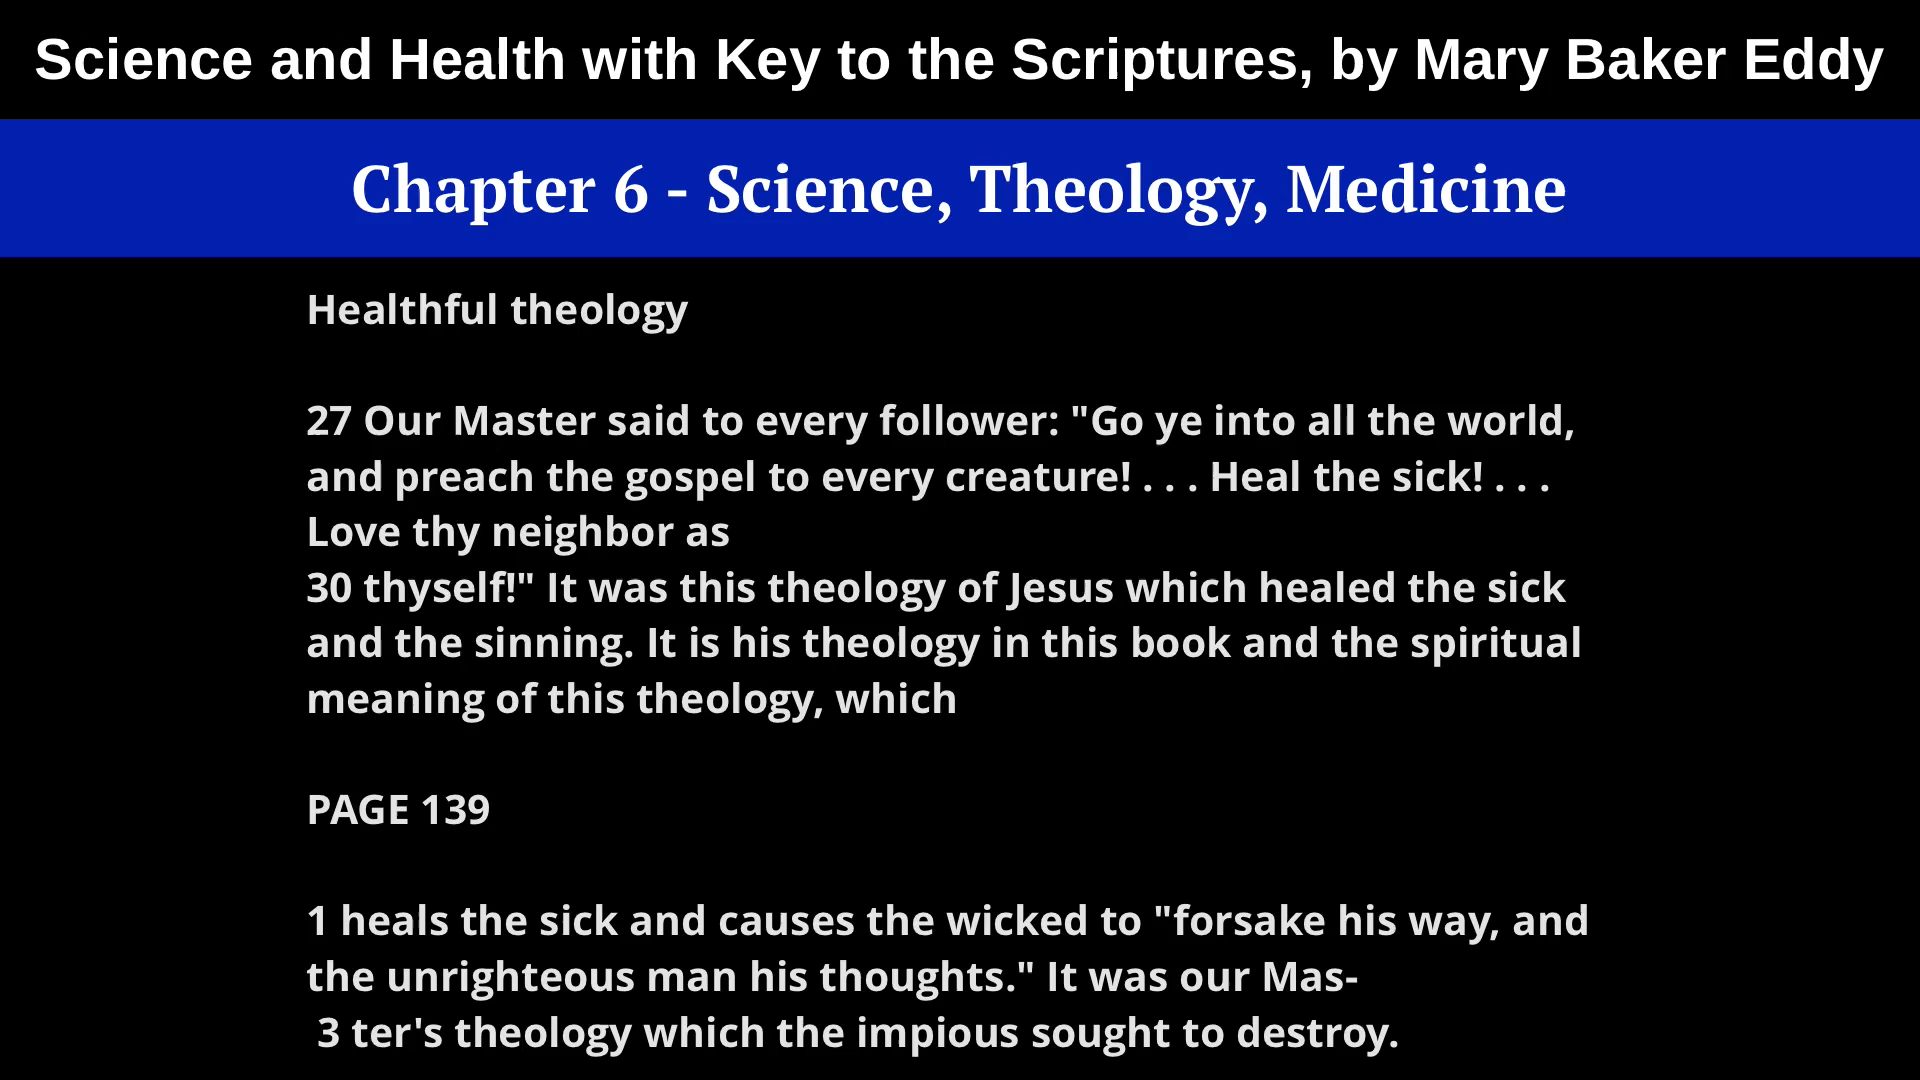 Science and Health with Key to the Scriptures, by Mary Baker Eddy
Chapter 6 - Science, Theology, Medicine
Healthful theology
27 Our Master said to every follower: "Go ye into all the world,
and preach the gospel to every creature! . . . Heal the sick! . . .
Love thy neighbor as
30 thyself!" It was this theology of Jesus which healed the sick
and the sinning. It is his theology in this book and the spiritual
meaning of this theology, which
PAGE 139
1 heals the sick and causes the wicked to "forsake his way, and
the unrighteous man his thoughts." It was our Mas-
3 ter's theology which the impious sought to destroy.